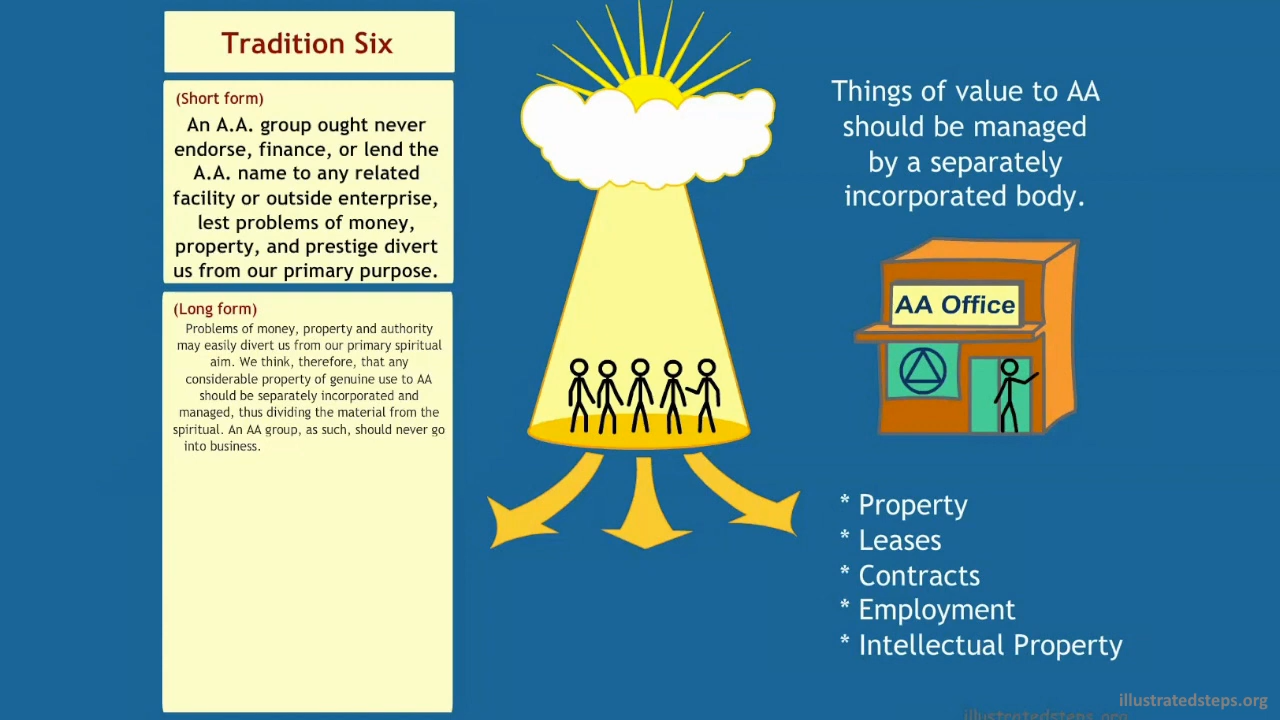 Tradition Six
(Short form)
An A.A. group ought never
endorse, finance, or lend the
A.A. name to any related
facility or outside enterprise,
lest problems of money,
property, and prestige divert
us from our primary purpose.
(Long form)
Problems of money, property and authority
may easily divert us from our primary spiritual
aim. We think, therefore, that any
considerable property of genuine use to AA
should be separately incorporated and
managed, thus dividing the material from the
spiritual. An AA group, as such, should never go
into business.
Things of value to AA
should be managed
by a separately
incorporated body.
AA Office
* Property
* Leases
* Contracts
* Employment
* Intellectual Property
illustratedsteps.org
illustratedsteps.org